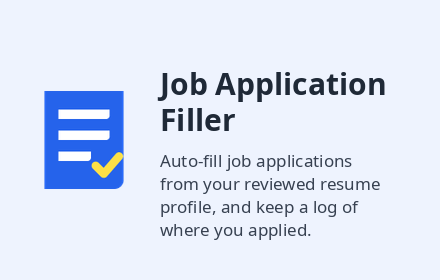 Job Application
Filler
Auto-fill job applications
from your reviewed resume
profile, and keep a log of
where you applied.